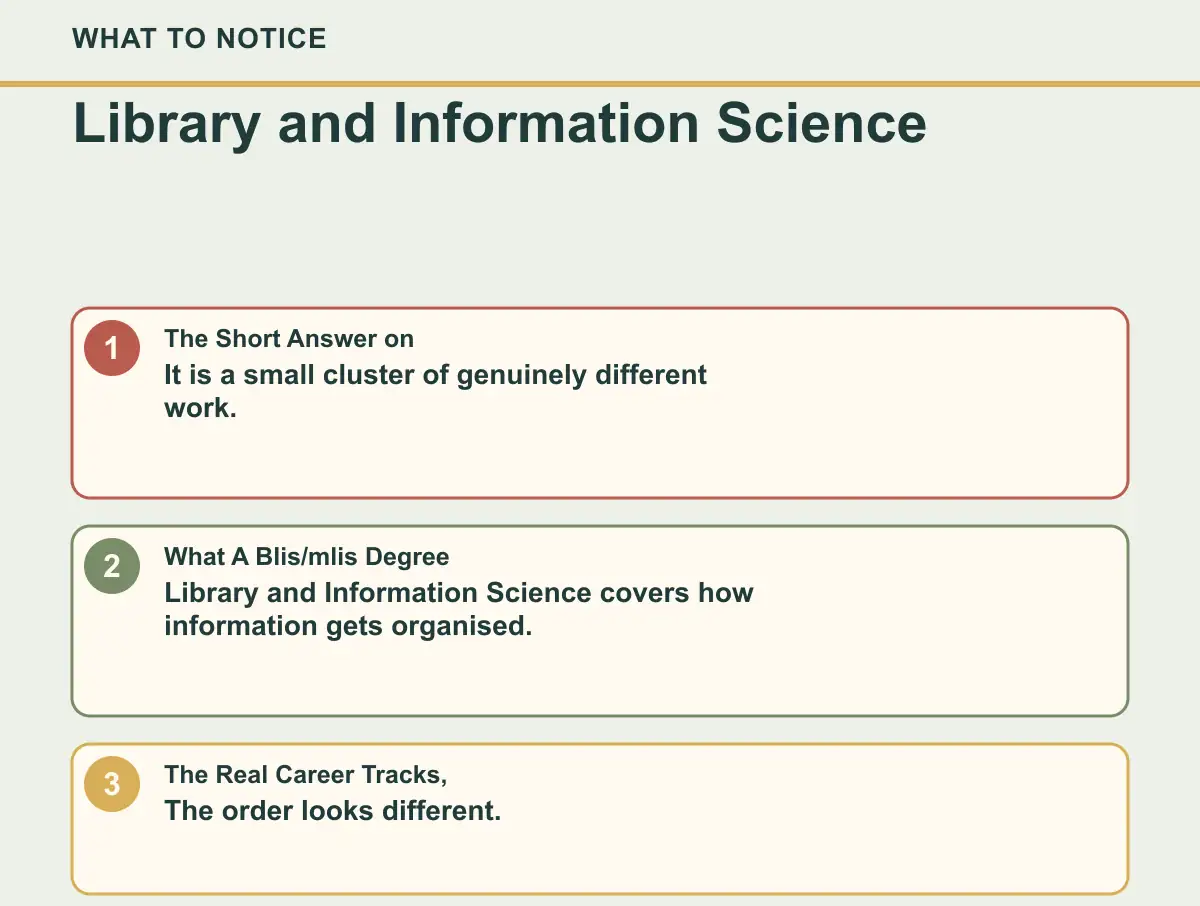 WHAT TO NOTICE
Library and Information Science
1
The Short Answer on
It is a small cluster of genuinely different
work.
2
What A Blis/mlis Degree
Library and Information Science covers how
information gets organised.
3
The Real Career Tracks,
The order looks different.